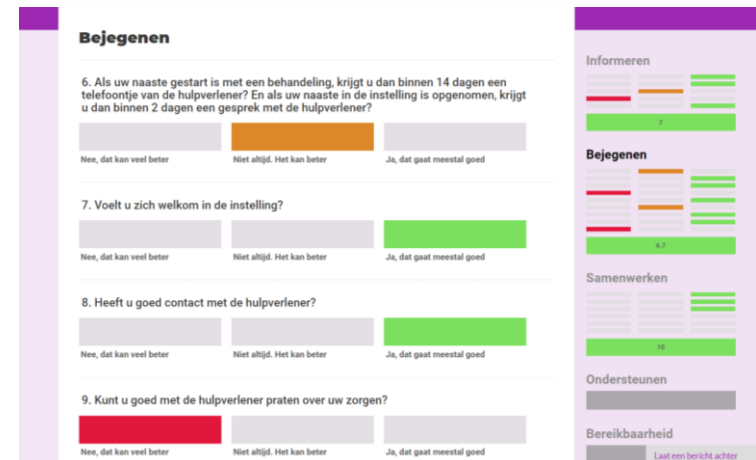 Bejegenen
6. Als uw naaste gestart is met een behandeling, krijgt u dan binnen 14 dagen een
telefoontje van de hulpverlener? En als uw naaste in de instelling is opgenomen, krijgt
u dan binnen 2 dagen een gesprek met de hulpverlener?
Nee, dat kan veel beter
Niet altijd. Het kan beter
Ja, dat gaat meestal goed
7. Voelt u zich welkom in de instelling?
Nee, dat kan veel beter
Niet altijd. Het kan beter
Ja, dat gaat meestal goed
8. Heeft u goed contact met de hulpverlener?
Nee, dat kan veel beter
Niet altijd. Het kan beter
Ja, dat gaat meestal goed
9. Kunt u goed met de hulpverlener praten over uw zorgen?
Nee, dat kan veel beter
Niet altijd. Het kan beter
Ja, dat gaat meestal goed
Informeren
7
Bejegenen
6.7
Samenwerken
10
Ondersteunen
Bereikbaarheid
Laat een bericht achter